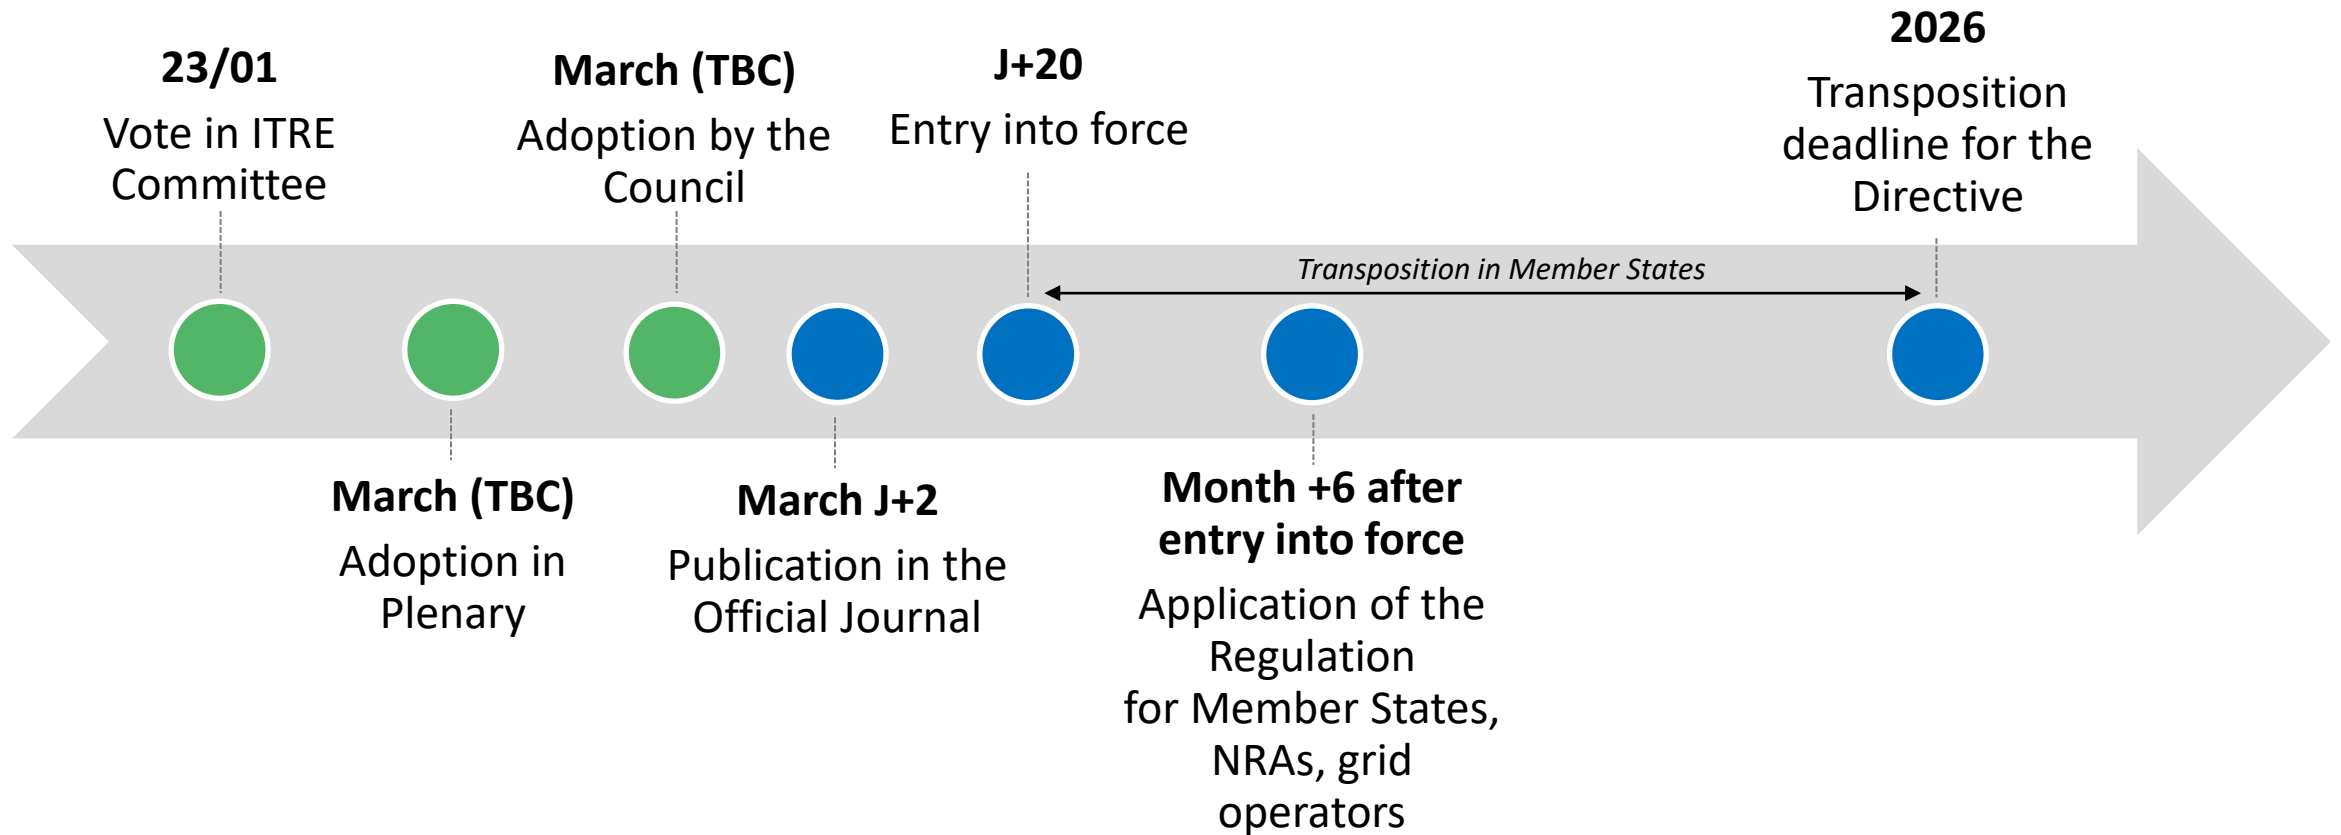 23/01
Vote in ITRE
Committee
March (TBC)
Adoption in
Plenary
March (TBC)
Adoption by the
Council
March J+2
Publication in the
Official Journal
J+20
Entry into force
Transposition in Member States
Month +6 after
entry into force
Application of the
Regulation
for Member States,
NRAs, grid
operators
2026
Transposition
deadline for the
Directive